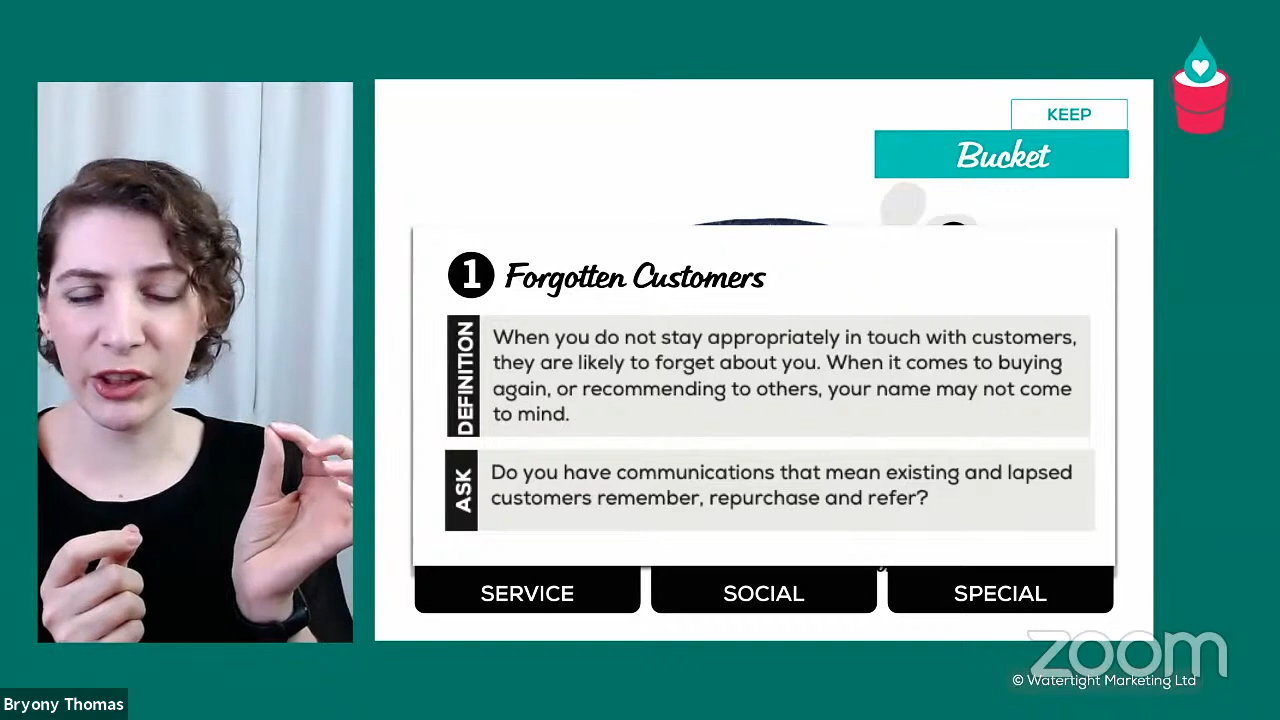 KEEP
Bucket
1 Forgotten Customers
DEFINITION
When you do not stay appropriately in touch with customers,
they are likely to forget about you. When it comes to buying
again, or recommending to others, your name may not come
to mind.
ASK
Do you have communications that mean existing and lapsed
customers remember, repurchase and refer?
SERVICE
SOCIAL
SPECIAL
zoom
© Watertight Marketing Ltd
Bryony Thomas